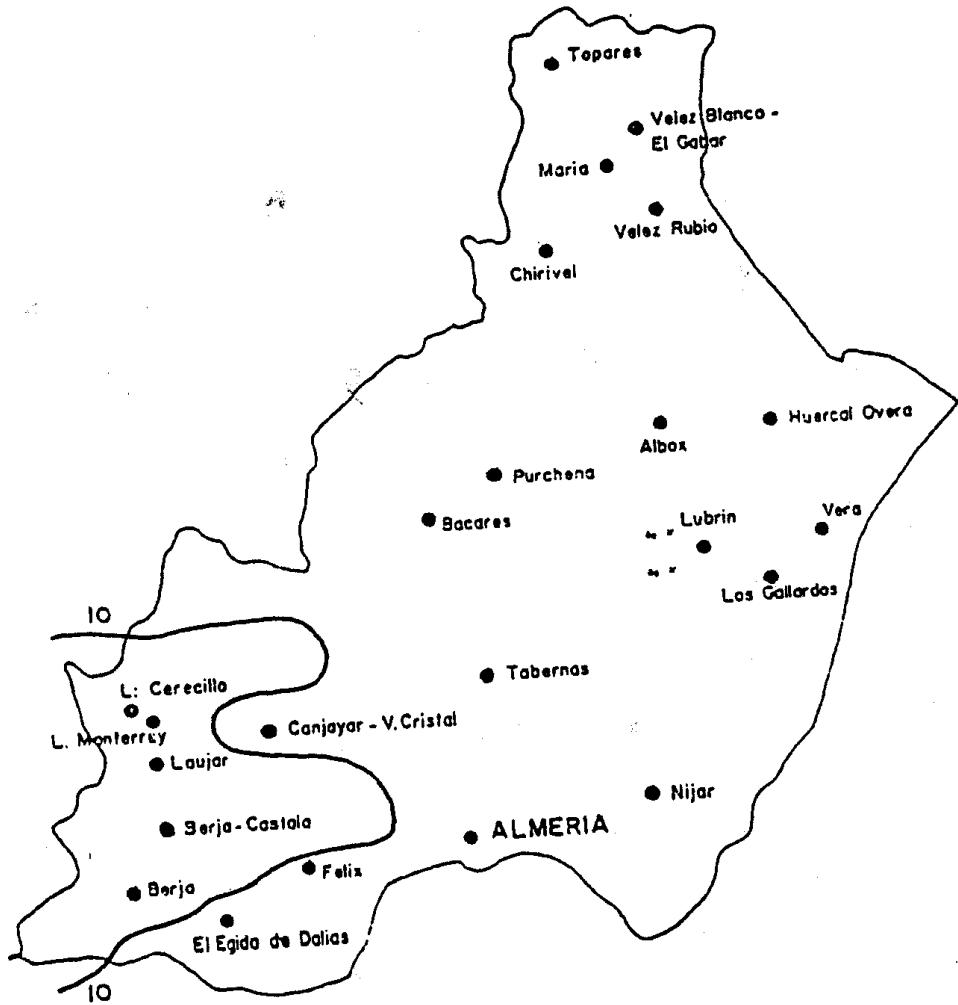 Topares
Velez Blanco -
El Gabar
Maria
Velez Rubio
Chirivel
Huercal Overa
Albox
Purchena
Bacares
Lubrin
Vera
Los Gallardos
10
Tabernas
L: Cerecillo
Canjayar - V. Cristal
L. Monterrey
Laujar
Nijar
Berja - Castala
ALMERIA
Felix
Berja
El Egido de Dalias
10